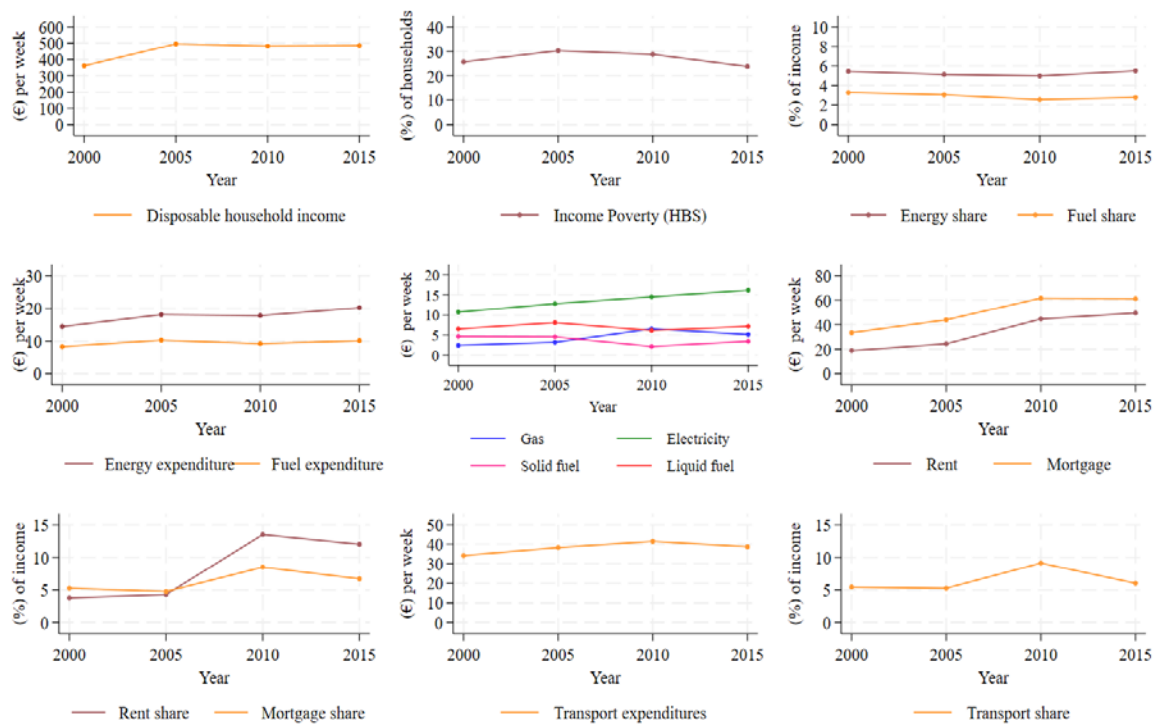 (€) per week
600
500
400
300
200
100
0
2000 2005 2010 2015
Year
Disposable household income
(%) of households
40
30
20
10
0
2000 2005 2010 2015
Year
Income Poverty (HBS)
(%) of income
10
8
6
4
2
0
2000 2005 2010 2015
Year
Energy share Fuel share
(€) per week
30
20
10
0
2000 2005 2010 2015
Year
Energy expenditure Fuel expenditure
(€) per week
20
15
10
5
0
2000 2005 2010 2015
Year
Gas Electricity
Solid fuel Liquid fuel
(€) per week
80
60
40
20
0
2000 2005 2010 2015
Year
Rent Mortgage
(%) of income
15
10
5
0
2000 2005 2010 2015
Year
Rent share Mortgage share
(€) per week
50
40
30
20
10
0
2000 2005 2010 2015
Year
Transport expenditures
(%) of income
15
10
5
0
2000 2005 2010 2015
Year
Transport share